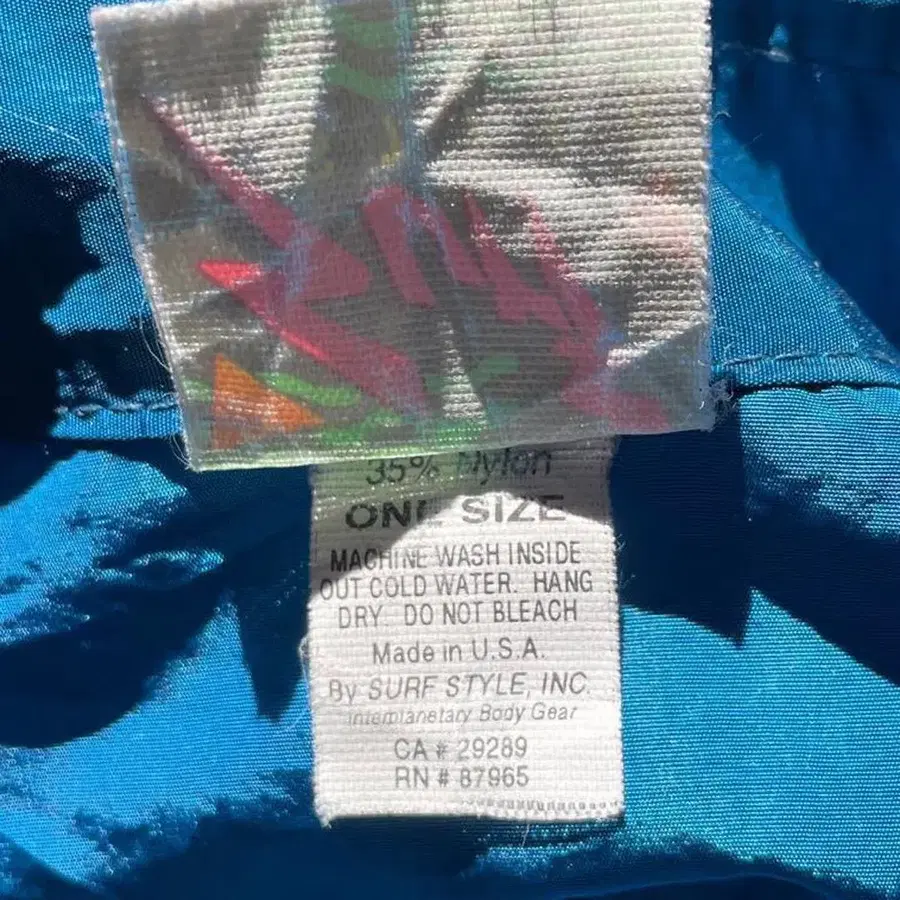 35% Nylon
ONE SIZE
MACHINE WASH INSIDE
OUT COLD WATER. HANG
DRY. DO NOT BLEACH
Made in U.S.A.
By SURF STYLE, INC.
Interplanetary Body Gear
CA # 29289
RN # 87965